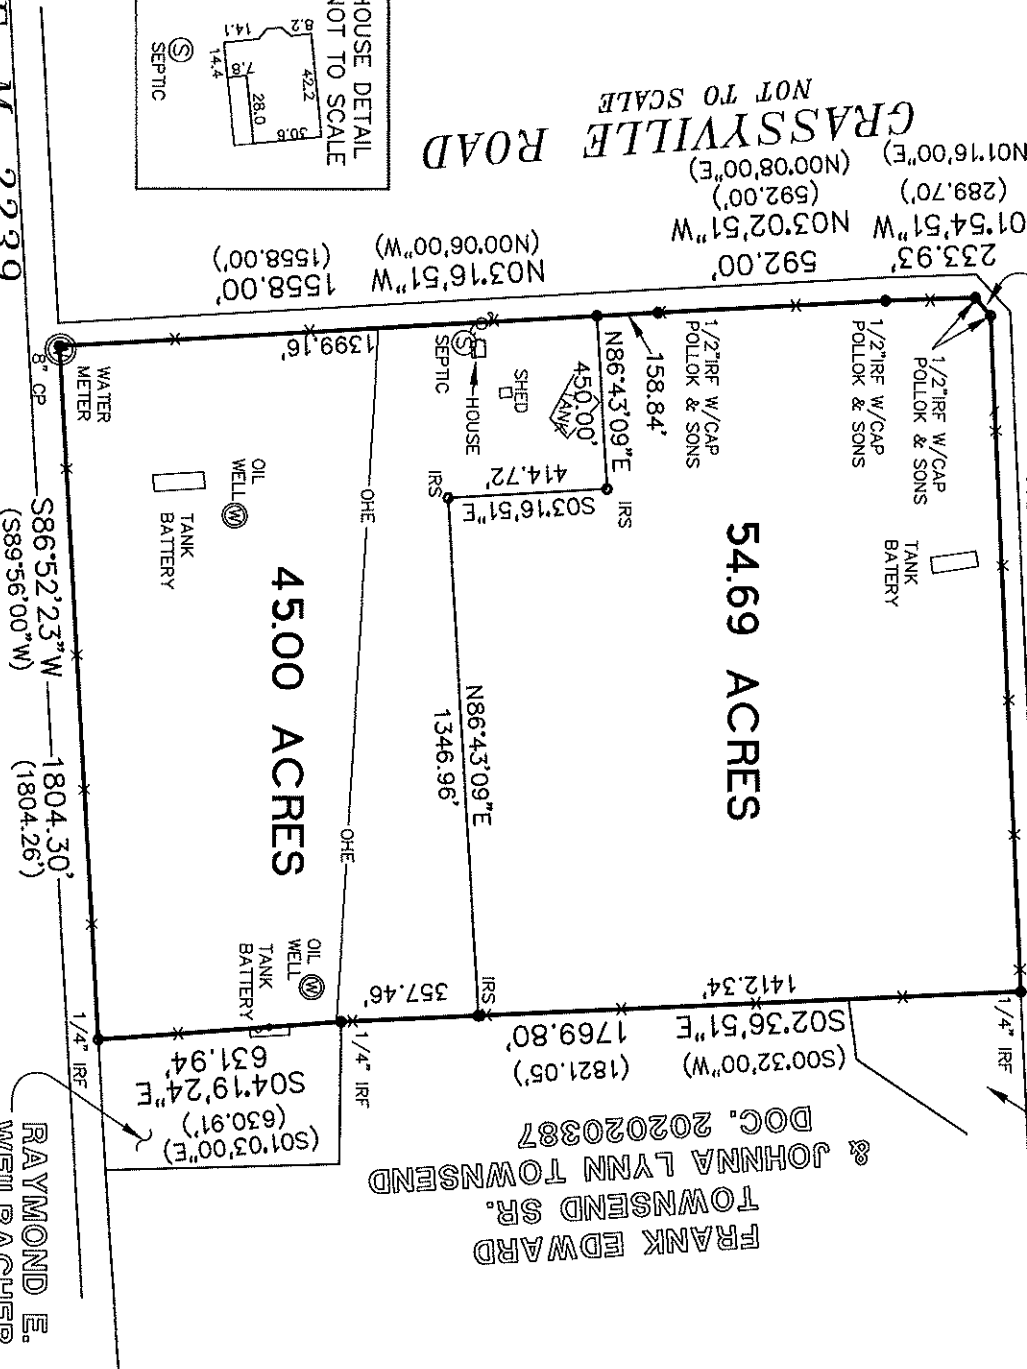 HOUSE DETAIL
NOT TO SCALE
8.2
14.1
42.2
14.4
7.8
28.0
30.6
S
SEPTIC
GRASSYVILLE ROAD
NOT TO SCALE
N01°16'00"E)
(289.70')
01°54'51"W
233.93'
(N00°08'00"E)
(592.00')
N03°02'51"W
592.00'
(N00°06'00"W)
N03°16'51"W
(1558.00')
1558.00'
1399.16'
8" CP
WATER
METER
S
SEPTIC
HOUSE
SHED
TANK
450.00'
N86°43'09"E
158.84'
1/2"IRF W/CAP
POLLOK & SONS
1/2"IRF W/CAP
POLLOK & SONS
1/2"IRF W/CAP
POLLOK & SONS
TANK
BATERY
IRS
414.72'
S03°16'51"E
IRS
54.69 ACRES
OIL
WELL
W
TANK
BATTERY
OHE
45.00 ACRES
OHE
N86°43'09"E
1346.96'
S86°52'23"W
1804.30'
(S89°56'00"W)
(1804.26')
OIL
WELL
W
TANK
BATTERY
357.46'
IRS
1412.34'
1769.80'
S02°36'51"E
(1821.05')
(S00°32'00"W)
1/4" IRF
1/4" IRF
1/4" IRF
631.94'
S04°19'24"E
(630.91')
(S01°03'00"E)
FRANK EDWARD
TOWNSEND SR.
& JOHNNA LYNN TOWNSEND
DOC. 202020387
RAYMOND E.
WEILBACHER
M 2239